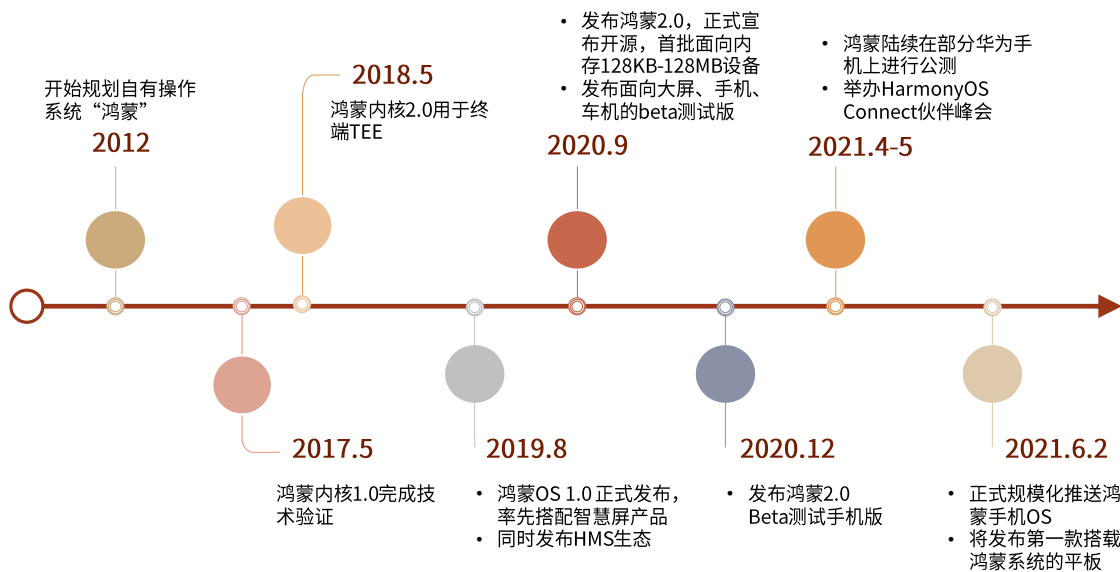 开始规划自有操作
系统“鸿蒙”
2012
2017.5
鸿蒙内核1.0完成技
术验证
2018.5
鸿蒙内核2.0用于终
端TEE
2019.8
• 鸿蒙OS 1.0 正式发布，
率先搭配智慧屏产品
• 同时发布HMS生态
• 发布鸿蒙2.0，正式宣
布开源，首批面向内
存128KB-128MB设备
• 发布面向大屏、手机、
车机的beta测试版
2020.9
2020.12
• 发布鸿蒙2.0
Beta测试手机版
• 鸿蒙陆续在部分华为手
机上进行公测
• 举办HarmonyOS
Connect伙伴峰会
2021.4-5
2021.6.2
• 正式规模化推送鸿
蒙手机OS
• 将发布第一款搭载
鸿蒙系统的平板